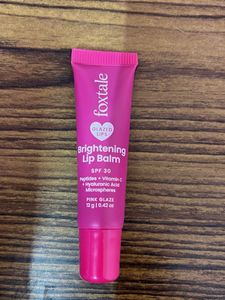 foxtale
GLAZED
LIPS
Brightening
Lip Balm
SPF 30
Peptides + Vitamin C
+ Hyaluronic Acid
Microspheres
PINK GLAZE
12 g | 0.42 oz